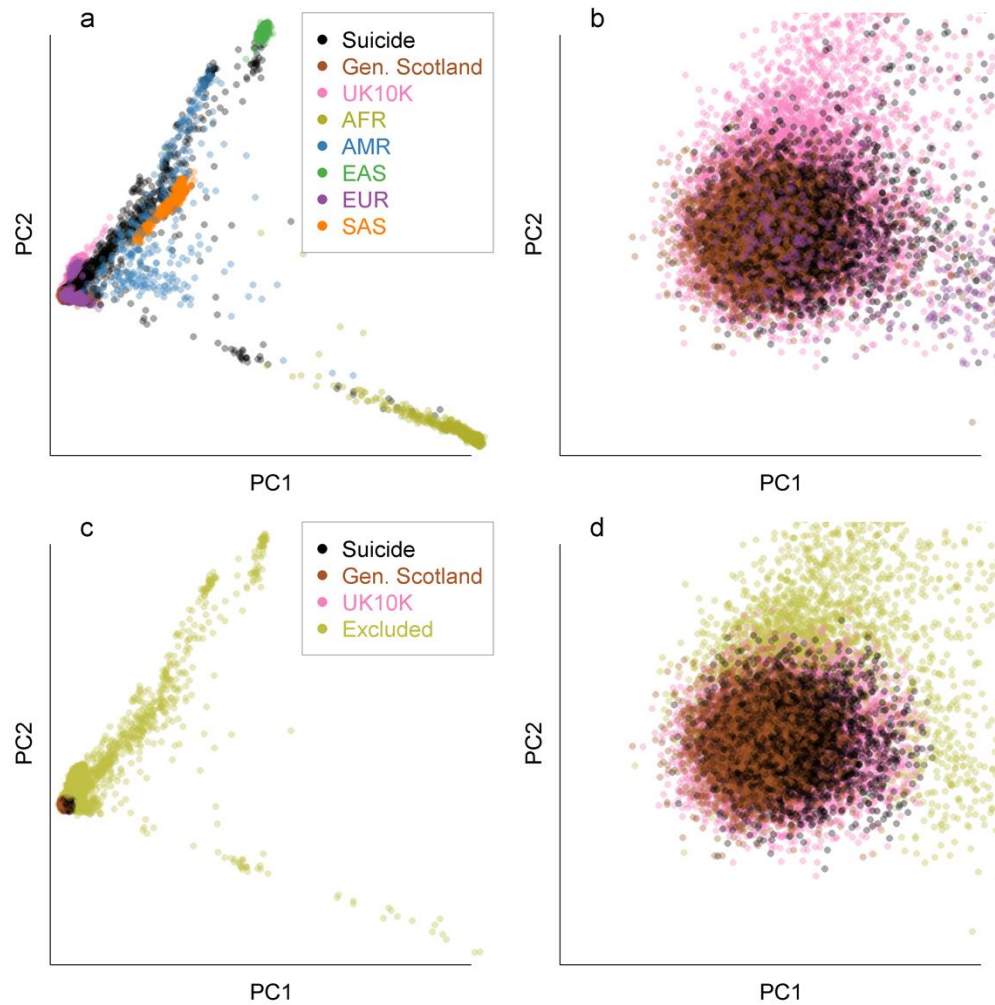 a
Suicide
Gen. Scotland
UK10K
AFR
AMR
EAS
EUR
SAS
PC2
PC1
b
PC2
PC1
c
Suicide
Gen. Scotland
UK10K
Excluded
PC2
PC1
d
PC2
PC1